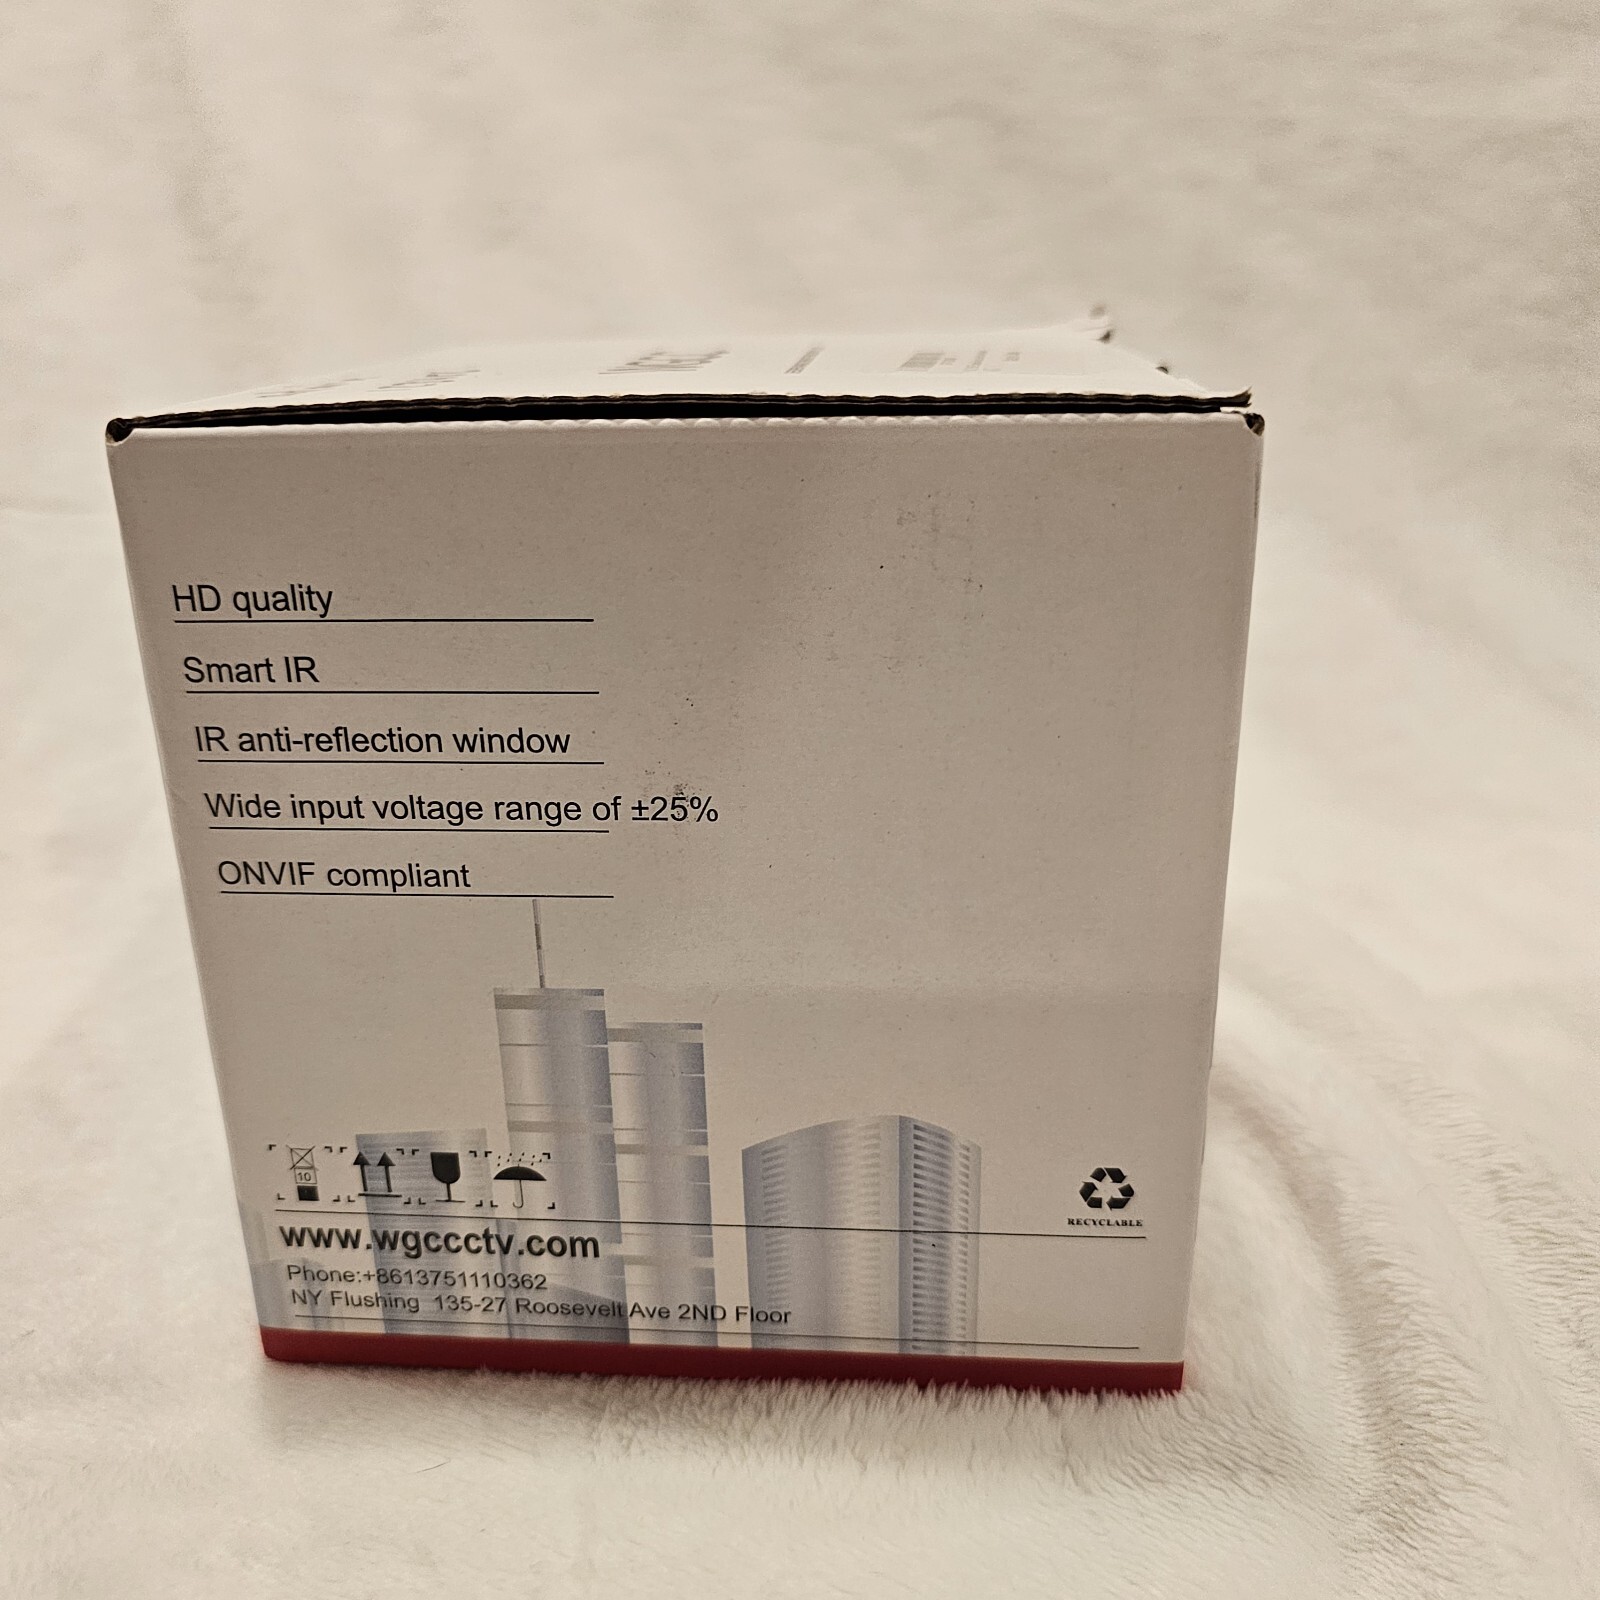 HD quality
Smart IR
IR anti-reflection window
Wide input voltage range of ±25%
ONVIF compliant
10
RECYCLABLE
www.wgccctv.com
Phone:+8613751110362
NY Flushing 135-27 Roosevelt Ave 2ND Floor